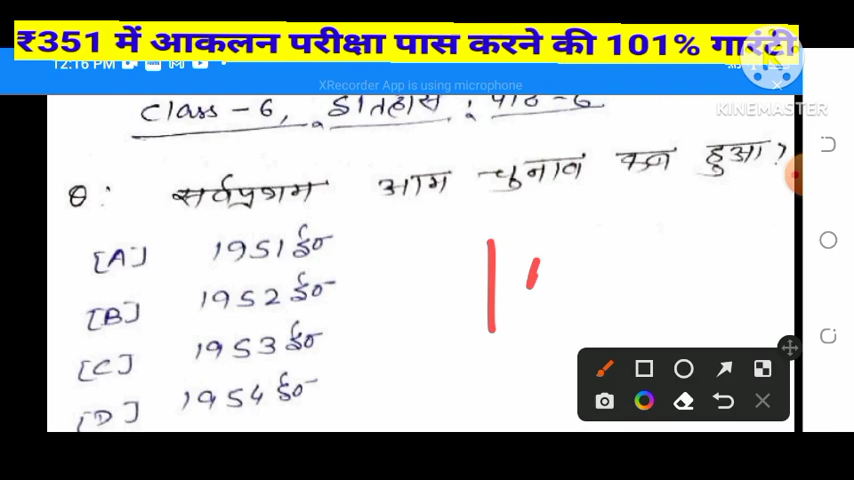 ₹351 में आकलन परीक्षा पास करने की 101% गारंटी
12:16 PM
XRecorder App is using microphone
KINEMASTER
Class - 6, इतिहास : पाठ - 6
Q: सर्वप्रथम आम चुनाव कब हुआ?
[A] 1951 ई०
[B] 1952 ई०
[C] 1953 ई०
[D] 1954 ई०